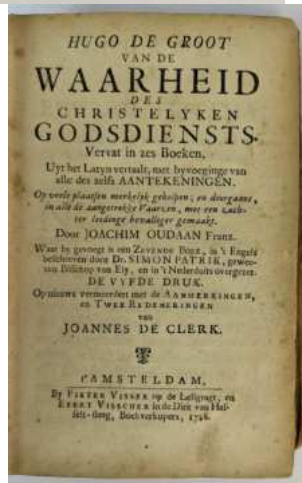 HUGO DE GROOT
VAN DE
WAARHEID
DES
CHRISTELYKEN
GODSDIENSTS.
Vervat in zes Boeken,
Uyt het Latyn vertaalt, met byvoeginge van
alle des zelfs AANTEKENINGEN.
Op veele plaatsen merkelyk geholpen; en doorgaans,
in alle de aangetrokke Vaarzen, met een zach-
ter leidinge bevalliger gemaakt.
Door JOACHIM OUDAAN Franz.
Waar by gevoegt is een ZEVENDE BOEK, in 't Engels
beschreven door Dr. SIMON PATRIK, gewee-
zen Bisschop van Ely, en in 't Nederduits overgezet.
DE VYFDE DRUK.
Op nieuws vermeerdert met de AANMERKINGEN,
en TWEE REDENERINGEN
van
JOANNES DE CLERK.
t'AMSTELDAM,
By PIETER VISSER op de
EVERT VISSCHER in de Dirk van Has-
selt-steeg, Boekverkopers, 1728.